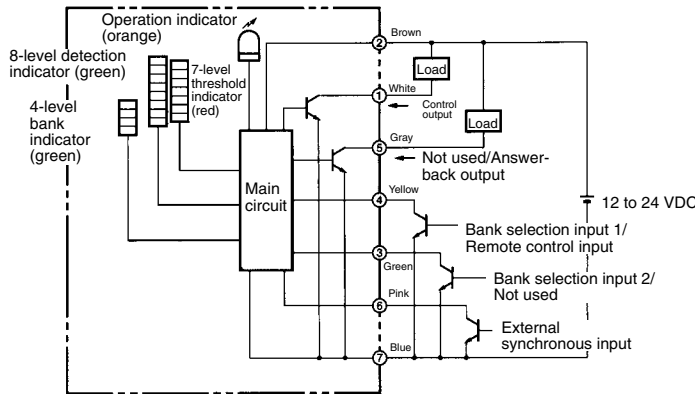 Operation indicator
(orange)
8-level detection
indicator (green)
7-level
threshold
indicator
(red)
4-level
bank
indicator
(green)
Main
circuit
2
Brown
Load
1
White
Control
output
Load
5
Gray
Not used/Answer-
back output
4
Yellow
12 to 24 VDC
Bank selection input 1/
Remote control input
3
Green
Bank selection input 2/
Not used
6
Pink
External
synchronous input
7
Blue